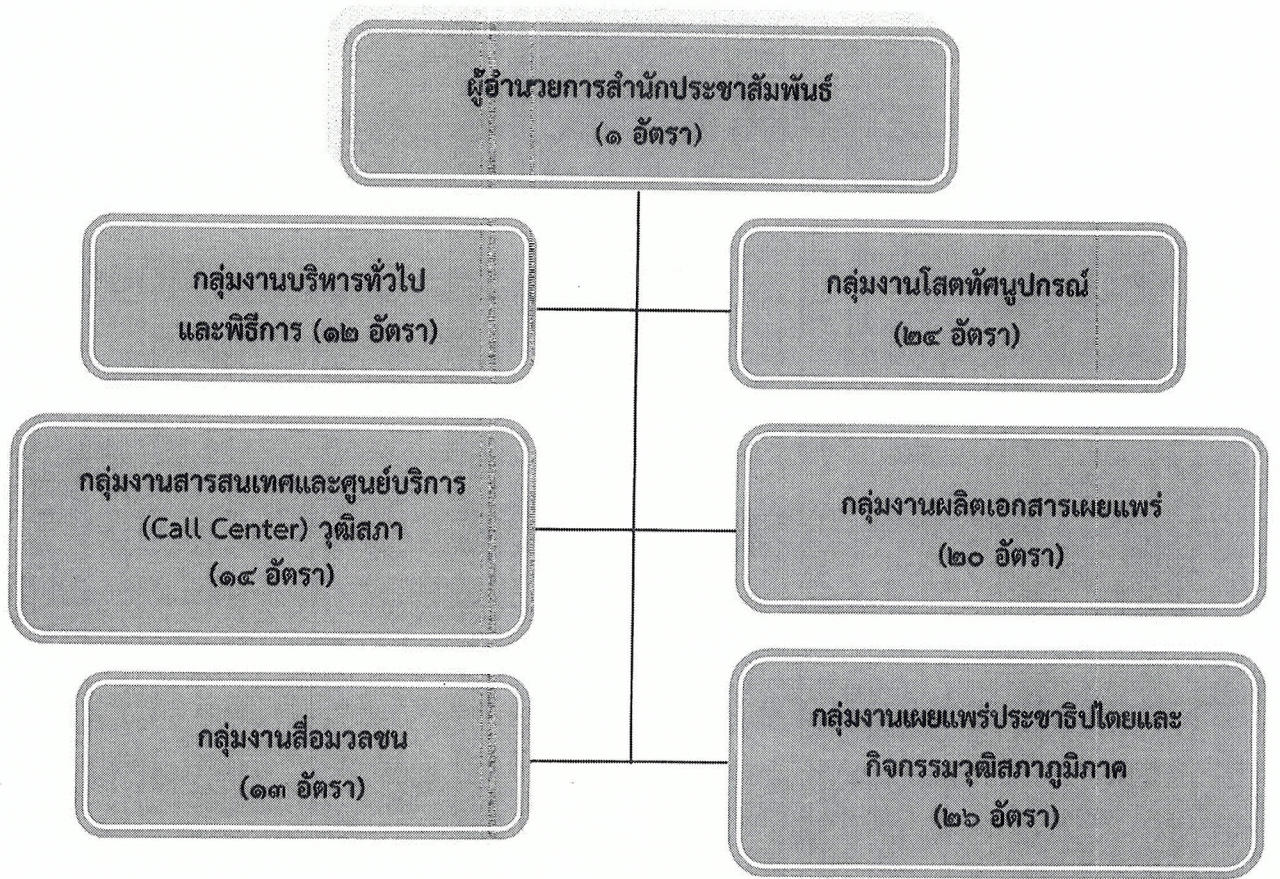 ผู้อำนวยการสำนักประชาสัมพันธ์
(๑ อัตรา)
กลุ่มงานบริหารทั่วไป
และพิธีการ (๑๒ อัตรา)
กลุ่มงานโสตทัศนูปกรณ์
(๒๔ อัตรา)
กลุ่มงานสารสนเทศและศูนย์บริการ
(Call Center) วุฒิสภา
(๑๔ อัตรา)
กลุ่มงานผลิตเอกสารเผยแพร่
(๒๐ อัตรา)
กลุ่มงานสื่อมวลชน
(๑๓ อัตรา)
กลุ่มงานเผยแพร่ประชาธิปไตยและ
กิจกรรมวุฒิสภาภูมิภาค
(๒๖ อัตรา)